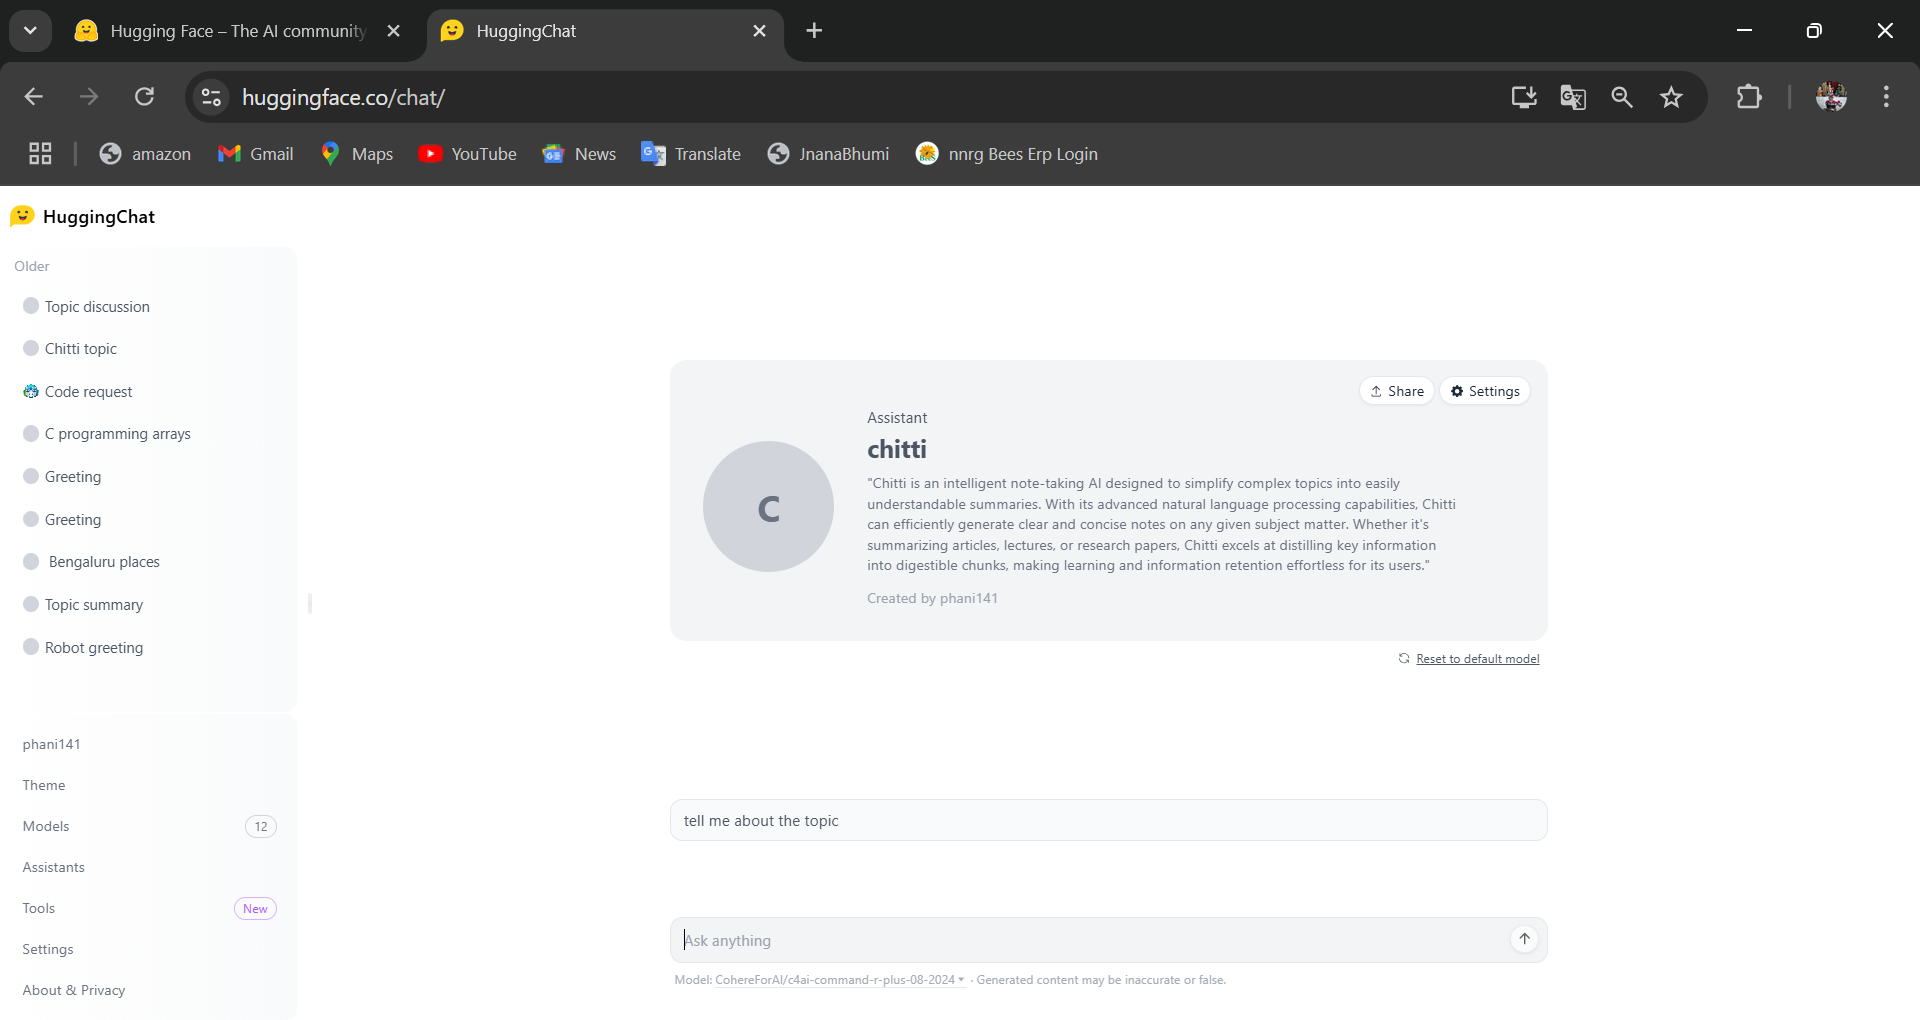 Hugging Face – The AI community
HuggingChat
huggingface.co/chat/
amazon
Gmail
Maps
YouTube
News
Translate
JnanaBhumi
nnrg Bees Erp Login
HuggingChat
Older
Topic discussion
Chitti topic
Code request
C programming arrays
Greeting
Greeting
Bengaluru places
Topic summary
Robot greeting
phani141
Theme
Models 12
Assistants
Tools New
Settings
About & Privacy
Share
Settings
Assistant
chitti
C
"Chitti is an intelligent note-taking AI designed to simplify complex topics into easily
understandable summaries. With its advanced natural language processing capabilities, Chitti
can efficiently generate clear and concise notes on any given subject matter. Whether it's
summarizing articles, lectures, or research papers, Chitti excels at distilling key information
into digestible chunks, making learning and information retention effortless for its users."
Created by phani141
Reset to default model
tell me about the topic
Ask anything
Model: CohereForAI/c4ai-command-r-plus-08-2024 · Generated content may be inaccurate or false.